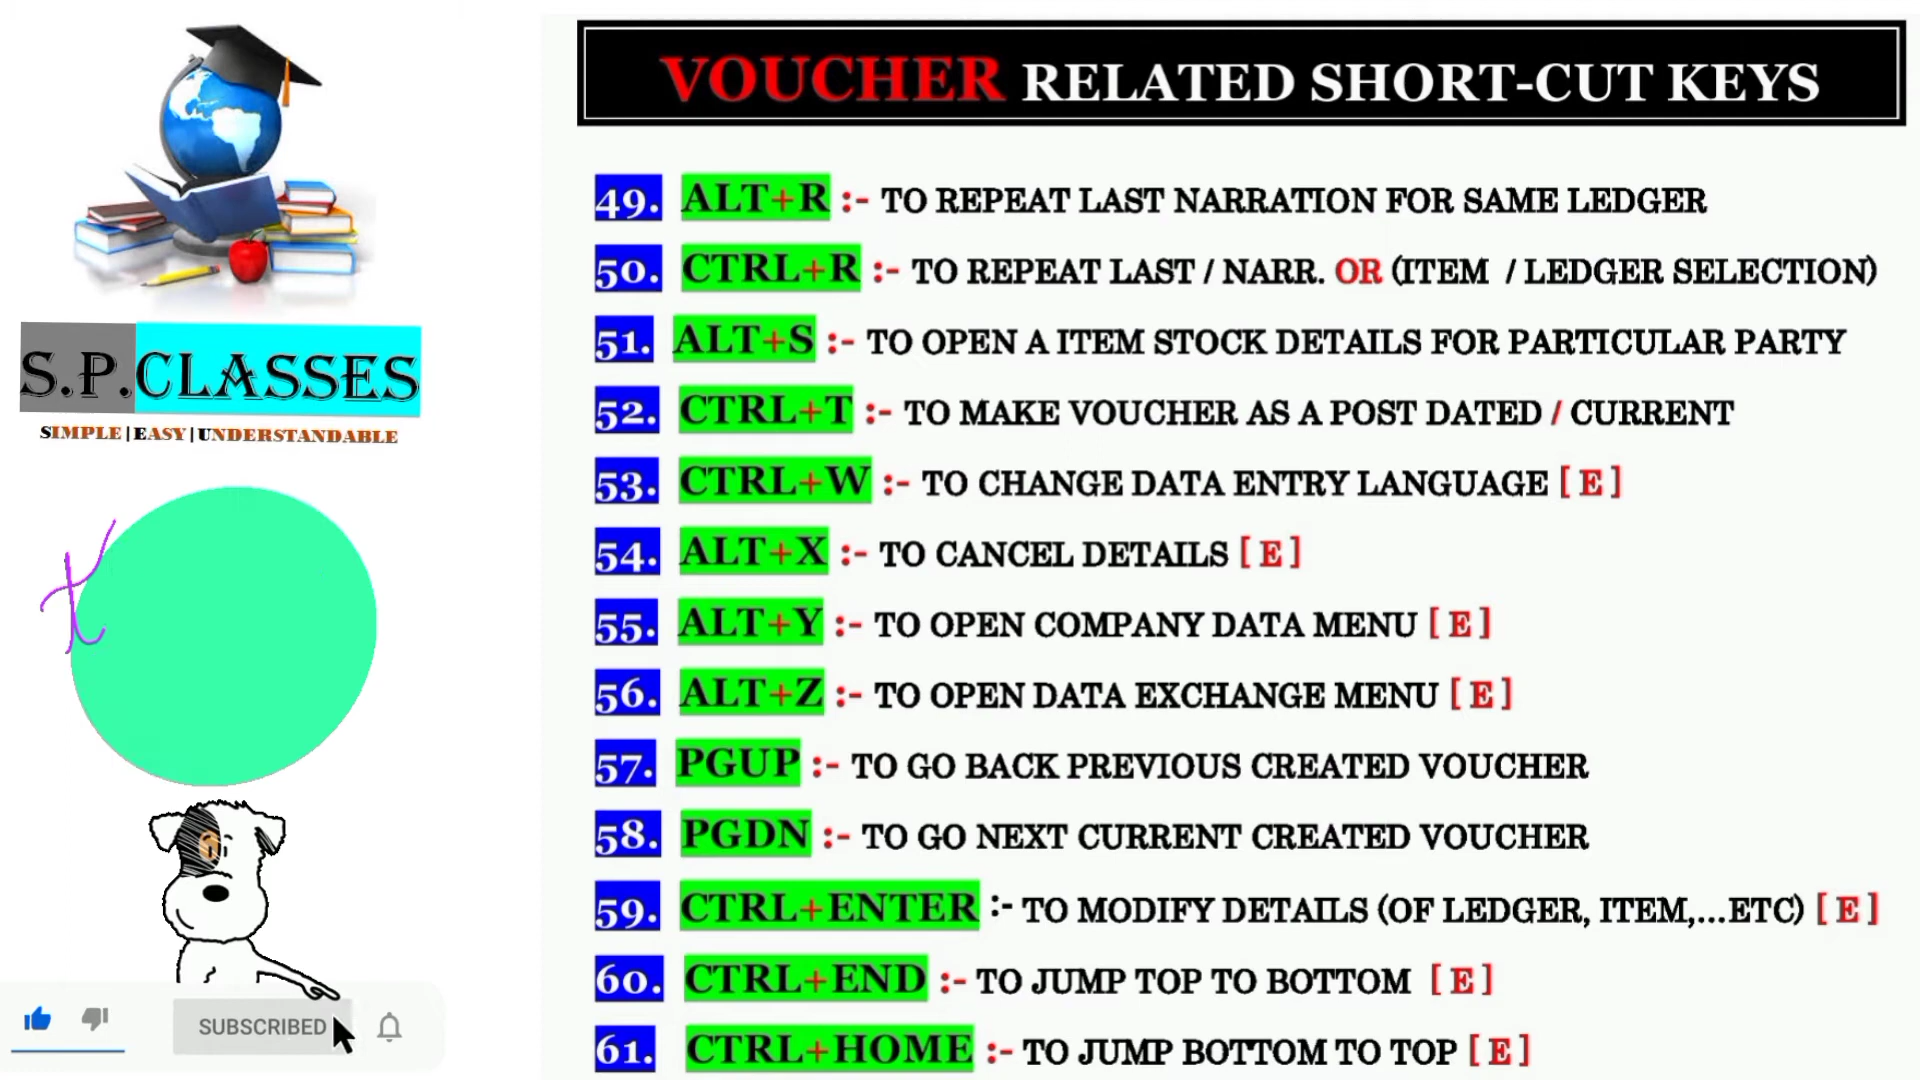 VOUCHER RELATED SHORT-CUT KEYS
49. ALT+R :- TO REPEAT LAST NARRATION FOR SAME LEDGER
50. CTRL+R :- TO REPEAT LAST / NARR. OR (ITEM / LEDGER SELECTION)
51. ALT+S :- TO OPEN A ITEM STOCK DETAILS FOR PARTICULAR PARTY
52. CTRL+T :- TO MAKE VOUCHER AS A POST DATED / CURRENT
53. CTRL+W :- TO CHANGE DATA ENTRY LANGUAGE [ E ]
54. ALT+X :- TO CANCEL DETAILS [ E ]
55. ALT+Y :- TO OPEN COMPANY DATA MENU [ E ]
56. ALT+Z :- TO OPEN DATA EXCHANGE MENU [ E ]
57. PGUP :- TO GO BACK PREVIOUS CREATED VOUCHER
58. PGDN :- TO GO NEXT CURRENT CREATED VOUCHER
59. CTRL+ENTER :- TO MODIFY DETAILS (OF LEDGER, ITEM,...ETC) [ E ]
60. CTRL+END :- TO JUMP TOP TO BOTTOM [ E ]
61. CTRL+HOME :- TO JUMP BOTTOM TO TOP [ E ]
S.P.CLASSES
SIMPLE|EASY|UNDERSTANDABLE
SUBSCRIBED